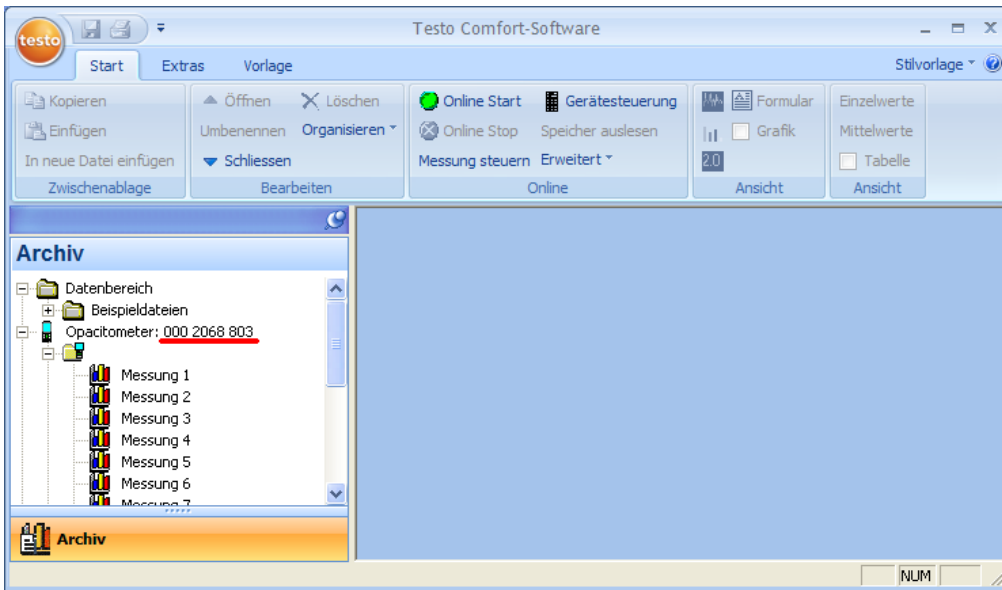 testo
Testo Comfort-Software
Start Extras Vorlage Stilvorlage
Kopieren
Einfügen
In neue Datei einfügen
Zwischenablage
Öffnen Löschen
Umbenennen Organisieren
Schliessen
Bearbeiten
Online Start Gerätesteuerung
Online Stop Speicher auslesen
Messung steuern Erweitert
Online
Formular
Grafik
2.0
Ansicht
Einzelwerte
Mittelwerte
Tabelle
Ansicht
Archiv
Datenbereich
Beispieldateien
Opacitometer: 000 2068 803
Messung 1
Messung 2
Messung 3
Messung 4
Messung 5
Messung 6
Messung 7
Archiv
NUM